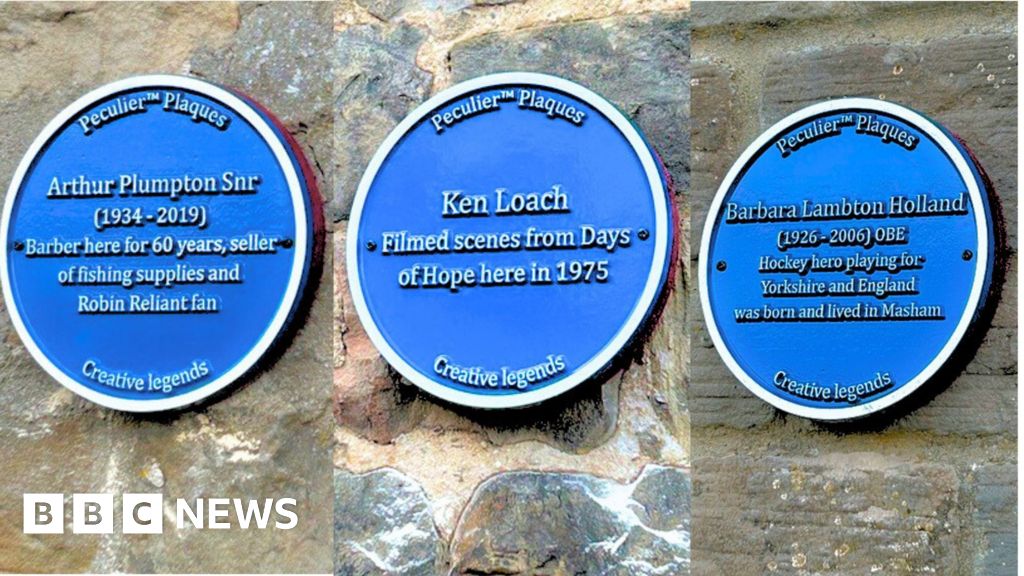 Peculier™ Plaques
Arthur Plumpton Snr
(1934 - 2019)
Barber here for 60 years, seller
of fishing supplies and
Robin Reliant fan
Creative legends
Peculier™ Plaques
Ken Loach
Filmed scenes from Days
of Hope here in 1975
Creative legends
Peculier™ Plaques
Barbara Lambton Holland
(1926 - 2006) OBE
Hockey hero playing for
Yorkshire and England
was born and lived in Masham
Creative legends
BBC NEWS